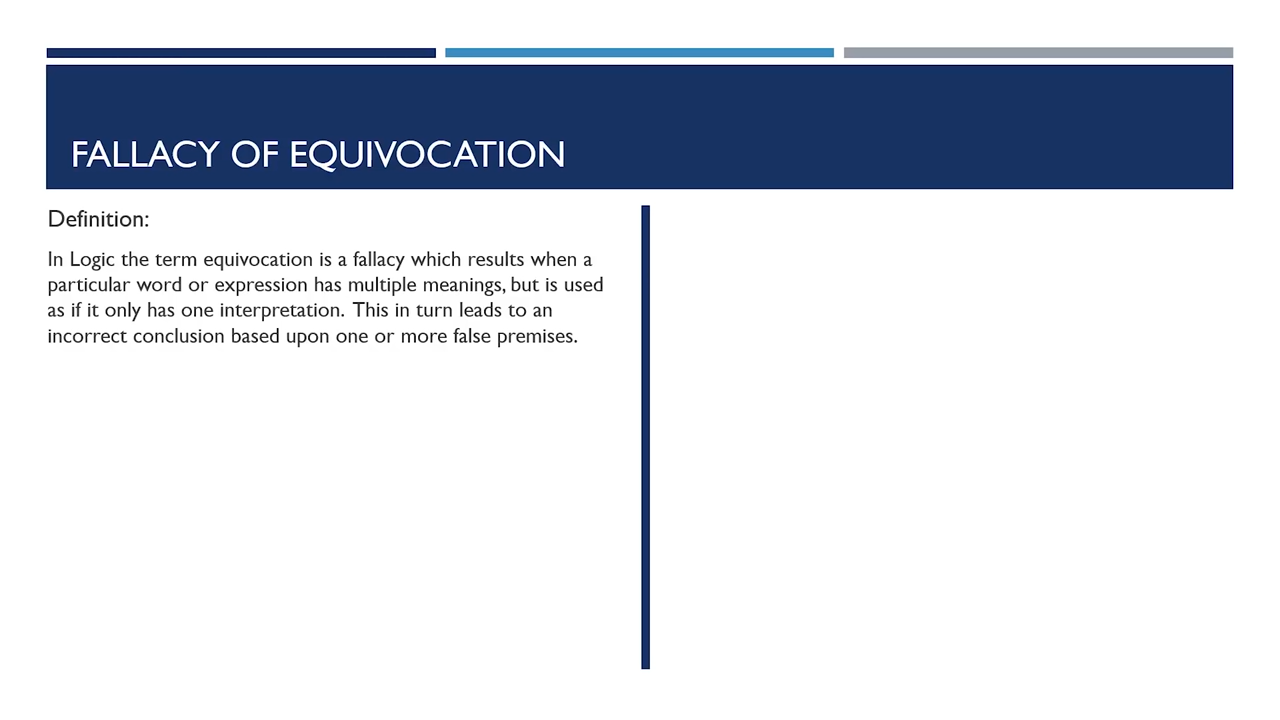 FALLACY OF EQUIVOCATION
Definition:
In Logic the term equivocation is a fallacy which results when a
particular word or expression has multiple meanings, but is used
as if it only has one interpretation. This in turn leads to an
incorrect conclusion based upon one or more false premises.